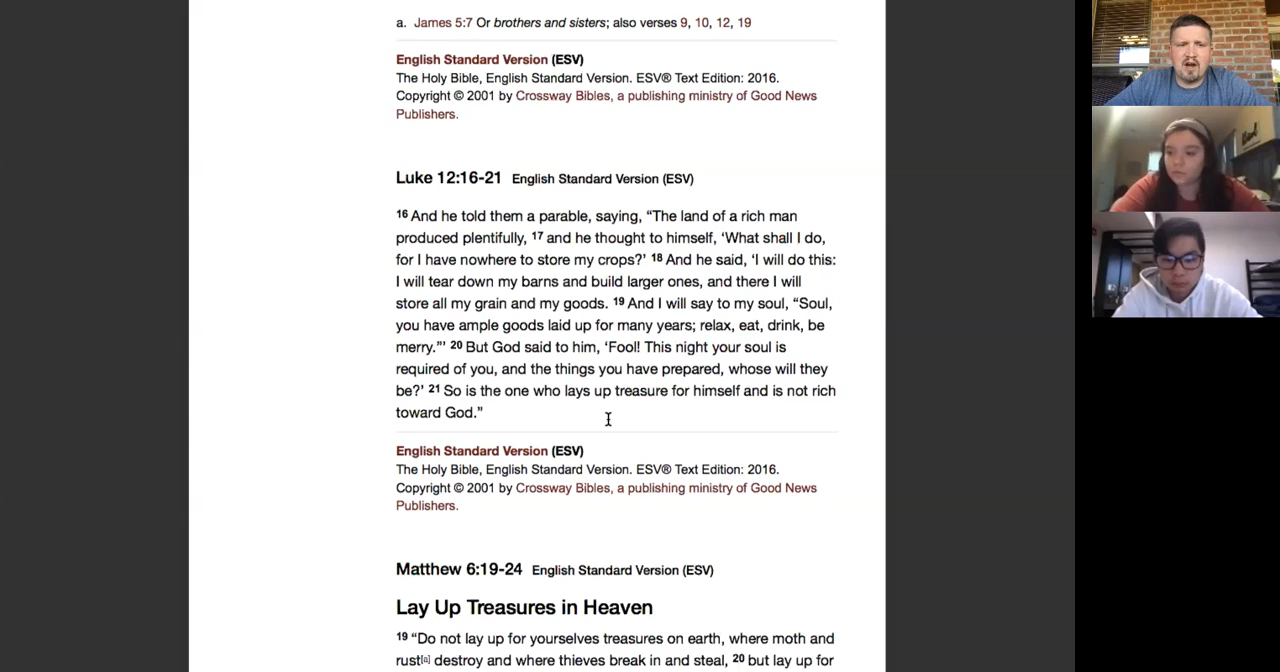 a. James 5:7 Or brothers and sisters; also verses 9, 10, 12, 19
English Standard Version (ESV)
The Holy Bible, English Standard Version. ESV® Text Edition: 2016.
Copyright © 2001 by Crossway Bibles, a publishing ministry of Good News
Publishers.
Luke 12:16-21 English Standard Version (ESV)
16 And he told them a parable, saying, “The land of a rich man
produced plentifully, 17 and he thought to himself, ‘What shall I do,
for I have nowhere to store my crops?’ 18 And he said, ‘I will do this:
I will tear down my barns and build larger ones, and there I will
store all my grain and my goods. 19 And I will say to my soul, “Soul,
you have ample goods laid up for many years; relax, eat, drink, be
merry.”’ 20 But God said to him, ‘Fool! This night your soul is
required of you, and the things you have prepared, whose will they
be?’ 21 So is the one who lays up treasure for himself and is not rich
toward God.”
English Standard Version (ESV)
The Holy Bible, English Standard Version. ESV® Text Edition: 2016.
Copyright © 2001 by Crossway Bibles, a publishing ministry of Good News
Publishers.
Matthew 6:19-24 English Standard Version (ESV)
Lay Up Treasures in Heaven
19 “Do not lay up for yourselves treasures on earth, where moth and
rust[a] destroy and where thieves break in and steal, 20 but lay up for